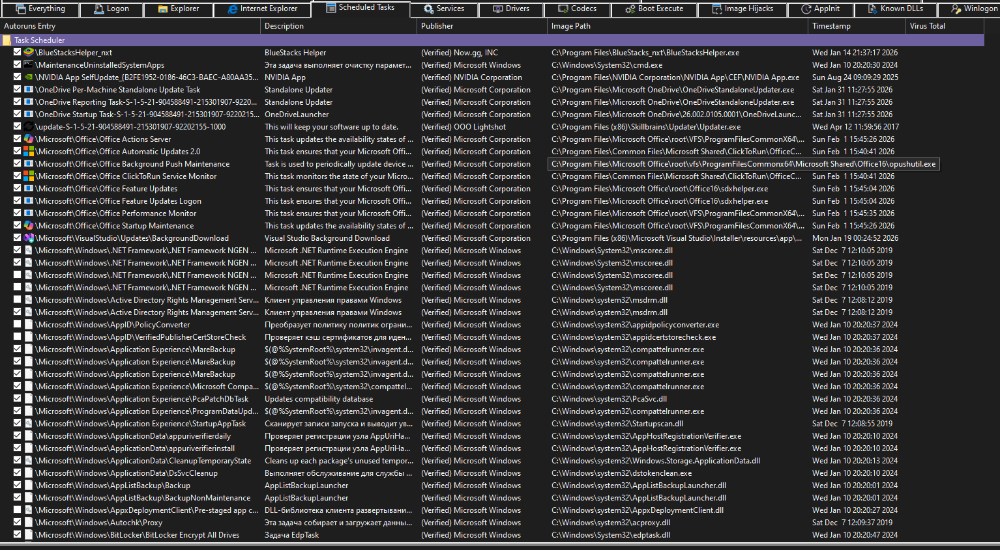 Everything Logon Explorer Internet Explorer Scheduled Tasks Services Drivers Codecs Boot Execute Image Hijacks AppInit Known DLLs Winlogon
Autoruns Entry Description Publisher Image Path Timestamp Virus Total
Task Scheduler
\BlueStacksHelper_nxt BlueStacks Helper (Verified) Now.gg, INC C:\Program Files\BlueStacks_nxt\BlueStacksHelper.exe Wed Jan 14 21:37:17 2026
\MaintenanceUninstalledSystemApps Эта задача выполняет очистку парамет... (Verified) Microsoft Windows C:\Windows\System32\cmd.exe Wed Jan 10 20:20:30 2024
\NVIDIA App SelfUpdate_{B2FE1952-0186-46C3-BAEC-A80AA35... NVIDIA App (Verified) NVIDIA Corporation C:\Program Files\NVIDIA Corporation\NVIDIA App\CEF\NVIDIA App.exe Sun Aug 24 09:09:29 2025
\OneDrive Per-Machine Standalone Update Task Standalone Updater (Verified) Microsoft Corporation C:\Program Files\Microsoft OneDrive\OneDriveStandaloneUpdater.exe Sat Jan 31 11:27:55 2026
\OneDrive Reporting Task-S-1-5-21-904588491-215301907-9220... Standalone Updater (Verified) Microsoft Corporation C:\Program Files\Microsoft OneDrive\OneDriveStandaloneUpdater.exe Sat Jan 31 11:27:55 2026
\OneDrive Startup Task-S-1-5-21-904588491-215301907-9220215... OneDriveLauncher (Verified) Microsoft Corporation C:\Program Files\Microsoft OneDrive\26.002.0105.0001\OneDriveLaunc... Sat Jan 31 11:27:55 2026
\update-S-1-5-21-904588491-215301907-92202155-1000 This will keep your software up to date. (Verified) OOO Lightshot C:\Program Files (x86)\Skillbrains\Updater\Updater.exe Wed Apr 12 11:59:56 2017
\Microsoft\Office\Office Actions Server This task updates the availability states of ... (Verified) Microsoft Corporation C:\Program Files\Microsoft Office\root\VFS\ProgramFilesCommonX64\... Sun Feb 1 15:45:26 2026
\Microsoft\Office\Office Automatic Updates 2.0 This task ensures that your Microsoft Offi... (Verified) Microsoft Corporation C:\Program Files\Common Files\Microsoft Shared\ClickToRun\OfficeC... Sun Feb 1 15:40:41 2026
\Microsoft\Office\Office Background Push Maintenance Task is used to periodically update device ... (Verified) Microsoft Corporation C:\Program Files\Microsoft Office\root\vfs\ProgramFilesCommonx64\Microsoft Shared\Office16\opushutil.exe
\Microsoft\Office\Office ClickToRun Service Monitor This task monitors the state of your Micro... (Verified) Microsoft Corporation C:\Program Files\Common Files\Microsoft Shared\ClickToRun\OfficeC... Sun Feb 1 15:40:41 2026
\Microsoft\Office\Office Feature Updates This task ensures that your Microsoft Offi... (Verified) Microsoft Corporation C:\Program Files\Microsoft Office\root\Office16\sdxhelper.exe Sun Feb 1 15:45:04 2026
\Microsoft\Office\Office Feature Updates Logon This task ensures that your Microsoft Offi... (Verified) Microsoft Corporation C:\Program Files\Microsoft Office\root\Office16\sdxhelper.exe Sun Feb 1 15:45:04 2026
\Microsoft\Office\Office Performance Monitor This task ensures that your Microsoft Offi... (Verified) Microsoft Corporation C:\Program Files\Microsoft Office\root\VFS\ProgramFilesCommonX64\... Sun Feb 1 15:45:35 2026
\Microsoft\Office\Office Startup Maintenance This task updates the availability states of ... (Verified) Microsoft Corporation C:\Program Files\Microsoft Office\root\VFS\ProgramFilesCommonX64\... Sun Feb 1 15:45:26 2026
\Microsoft\VisualStudio\Updates\BackgroundDownload Visual Studio Background Download (Verified) Microsoft Corporation C:\Program Files (x86)\Microsoft Visual Studio\Installer\resources\app\... Mon Jan 19 00:24:52 2026
\Microsoft\Windows\.NET Framework\.NET Framework NGEN ... Microsoft .NET Runtime Execution Engine (Verified) Microsoft Windows C:\Windows\System32\mscoree.dll Sat Dec 7 12:10:05 2019
\Microsoft\Windows\.NET Framework\.NET Framework NGEN ... Microsoft .NET Runtime Execution Engine (Verified) Microsoft Windows C:\Windows\System32\mscoree.dll Sat Dec 7 12:10:05 2019
\Microsoft\Windows\.NET Framework\.NET Framework NGEN ... Microsoft .NET Runtime Execution Engine (Verified) Microsoft Windows C:\Windows\System32\mscoree.dll Sat Dec 7 12:10:05 2019
\Microsoft\Windows\.NET Framework\.NET Framework NGEN ... Microsoft .NET Runtime Execution Engine (Verified) Microsoft Windows C:\Windows\System32\mscoree.dll Sat Dec 7 12:10:05 2019
\Microsoft\Windows\Active Directory Rights Management Serv... Клиент управления правами Windows (Verified) Microsoft Windows C:\Windows\system32\msdrm.dll Sat Dec 7 12:08:12 2019
\Microsoft\Windows\Active Directory Rights Management Serv... Клиент управления правами Windows (Verified) Microsoft Windows C:\Windows\system32\msdrm.dll Sat Dec 7 12:08:12 2019
\Microsoft\Windows\AppID\PolicyConverter Преобразует политику политик ограни... (Verified) Microsoft Windows C:\Windows\system32\appidpolicyconverter.exe Wed Jan 10 20:20:37 2024
\Microsoft\Windows\AppID\VerifiedPublisherCertStoreCheck Проверяет кэш сертификатов для иден... (Verified) Microsoft Windows C:\Windows\system32\appidcertstorecheck.exe Wed Jan 10 20:20:37 2024
\Microsoft\Windows\Application Experience\MareBackup $(@%SystemRoot%\system32\invagent.d... (Verified) Microsoft Windows C:\Windows\system32\compattelrunner.exe Wed Jan 10 20:20:36 2024
\Microsoft\Windows\Application Experience\MareBackup $(@%SystemRoot%\system32\invagent.d... (Verified) Microsoft Windows C:\Windows\system32\compattelrunner.exe Wed Jan 10 20:20:36 2024
\Microsoft\Windows\Application Experience\MareBackup $(@%SystemRoot%\system32\invagent.d... (Verified) Microsoft Windows C:\Windows\system32\compattelrunner.exe Wed Jan 10 20:20:36 2024
\Microsoft\Windows\Application Experience\Microsoft Compa... $(@%SystemRoot%\system32\compattel... (Verified) Microsoft Windows C:\Windows\system32\compattelrunner.exe Wed Jan 10 20:20:36 2024
\Microsoft\Windows\Application Experience\PcaPatchDbTask Updates compatibility database (Verified) Microsoft Windows C:\Windows\system32\PcaSvc.dll Wed Jan 10 20:20:36 2024
\Microsoft\Windows\Application Experience\ProgramDataUpd... $(@%SystemRoot%\system32\invagent.d... (Verified) Microsoft Windows C:\Windows\system32\compattelrunner.exe Wed Jan 10 20:20:36 2024
\Microsoft\Windows\Application Experience\StartupAppTask Сканирует записи запуска и выводит ув... (Verified) Microsoft Windows C:\Windows\system32\Startupscan.dll Sat Dec 7 12:08:55 2019
\Microsoft\Windows\ApplicationData\appuriverifierdaily Проверяет регистрации узла AppUriHa... (Verified) Microsoft Windows C:\Windows\system32\AppHostRegistrationVerifier.exe Wed Jan 10 20:20:10 2024
\Microsoft\Windows\ApplicationData\appuriverifierinstall Проверяет регистрации узла AppUriHa... (Verified) Microsoft Windows C:\Windows\system32\AppHostRegistrationVerifier.exe Wed Jan 10 20:20:10 2024
\Microsoft\Windows\ApplicationData\CleanupTemporaryState Cleans up each package's unused tempor... (Verified) Microsoft Windows C:\Windows\system32\Windows.Storage.ApplicationData.dll Wed Jan 10 20:20:13 2024
\Microsoft\Windows\ApplicationData\DsSvcCleanup Выполняет обслуживание для службы ... (Verified) Microsoft Windows C:\Windows\system32\dstokenclean.exe Wed Jan 10 20:20:10 2024
\Microsoft\Windows\AppListBackup\Backup AppListBackupLauncher (Verified) Microsoft Windows C:\Windows\system32\AppListBackupLauncher.dll Wed Jan 10 20:20:01 2024
\Microsoft\Windows\AppListBackup\BackupNonMaintenance AppListBackupLauncher (Verified) Microsoft Windows C:\Windows\system32\AppListBackupLauncher.dll Wed Jan 10 20:20:01 2024
\Microsoft\Windows\AppxDeploymentClient\Pre-staged app c... DLL-библиотека клиента развертывани... (Verified) Microsoft Windows C:\Windows\system32\AppxDeploymentClient.dll Wed Jan 10 20:20:27 2024
\Microsoft\Windows\Autochk\Proxy Эта задача собирает и загружает данны... (Verified) Microsoft Windows C:\Windows\system32\acproxy.dll Sat Dec 7 12:09:37 2019
\Microsoft\Windows\BitLocker\BitLocker Encrypt All Drives Задача EdpTask (Verified) Microsoft Windows C:\Windows\System32\edptask.dll Wed Jan 10 20:20:47 2024